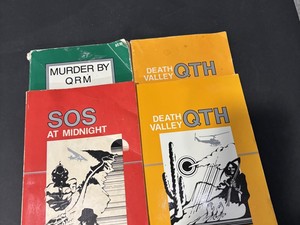 MURDER BY
QRM
DEATH
VALLEY QTH
SOS
AT MIDNIGHT
DEATH
VALLEY QTH